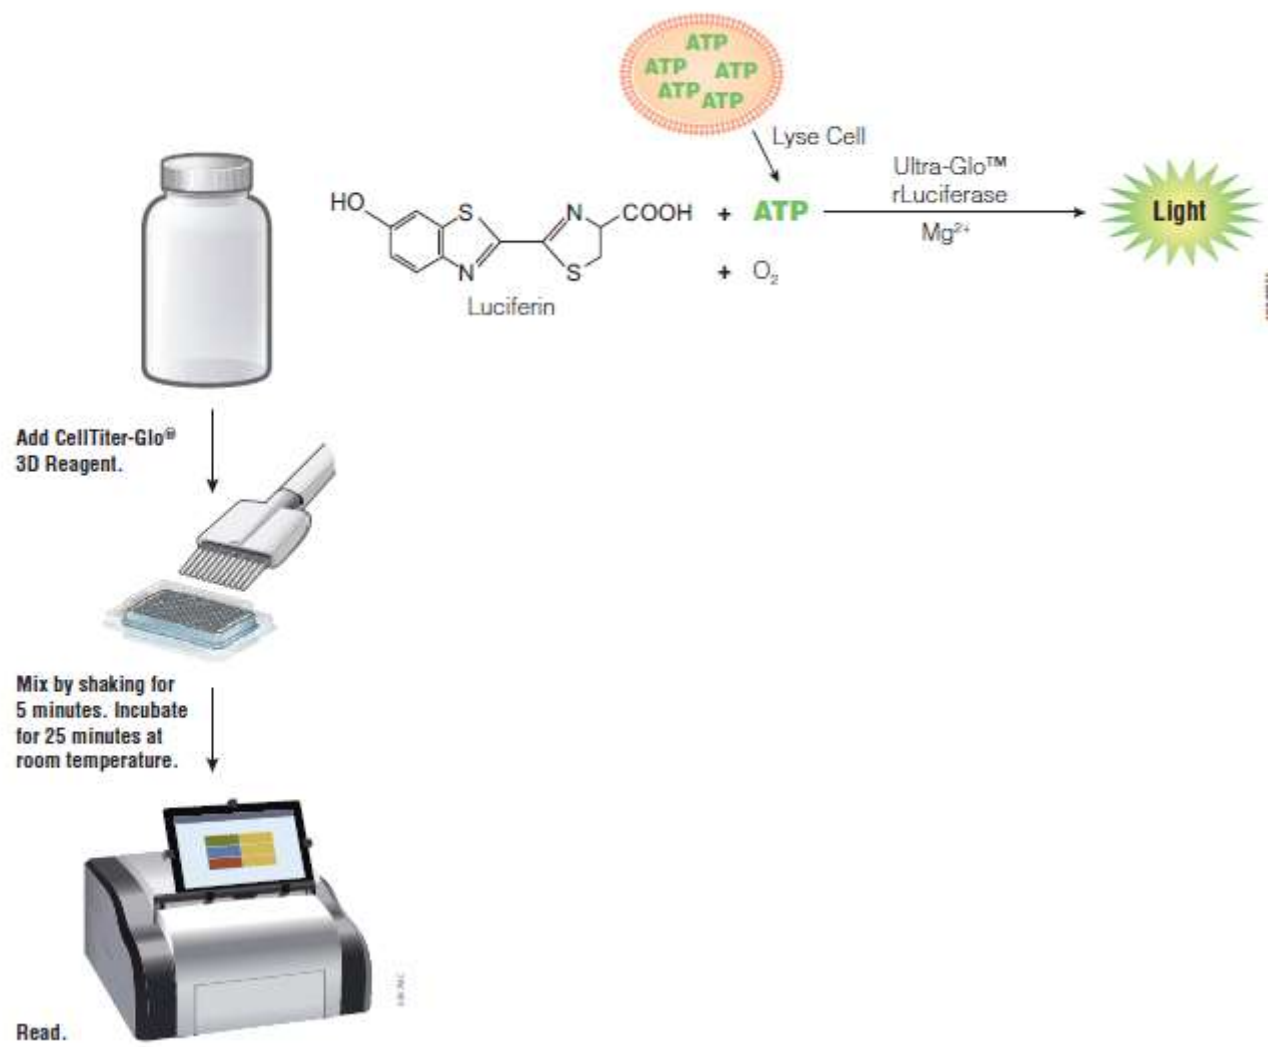 ATP
ATP
ATP
ATP
ATP
Lyse Cell
HO
S
N
N
S
COOH
+ ATP
+ O₂
Luciferin
Ultra-Glo™
rLuciferase
Mg²⁺
Light
Add CellTiter-Glo®
3D Reagent.
Mix by shaking for
5 minutes. Incubate
for 25 minutes at
room temperature.
Read.